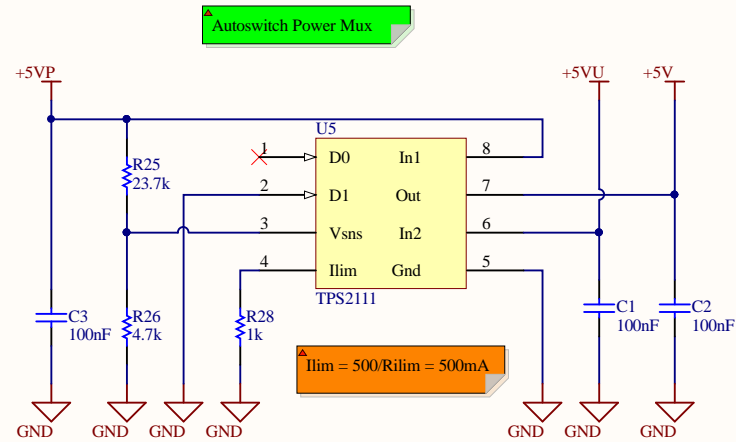 Autoswitch Power Mux
+5VP
+5VU
+5V
U5
1
D0
In1
8
R25
23.7k
2
D1
Out
7
3
Vsns
In2
6
4
Ilim
Gnd
5
TPS2111
C3
100nF
R26
4.7k
R28
1k
C1
100nF
C2
100nF
Ilim = 500/Rilim = 500mA
GND
GND
GND
GND
GND
GND
GND